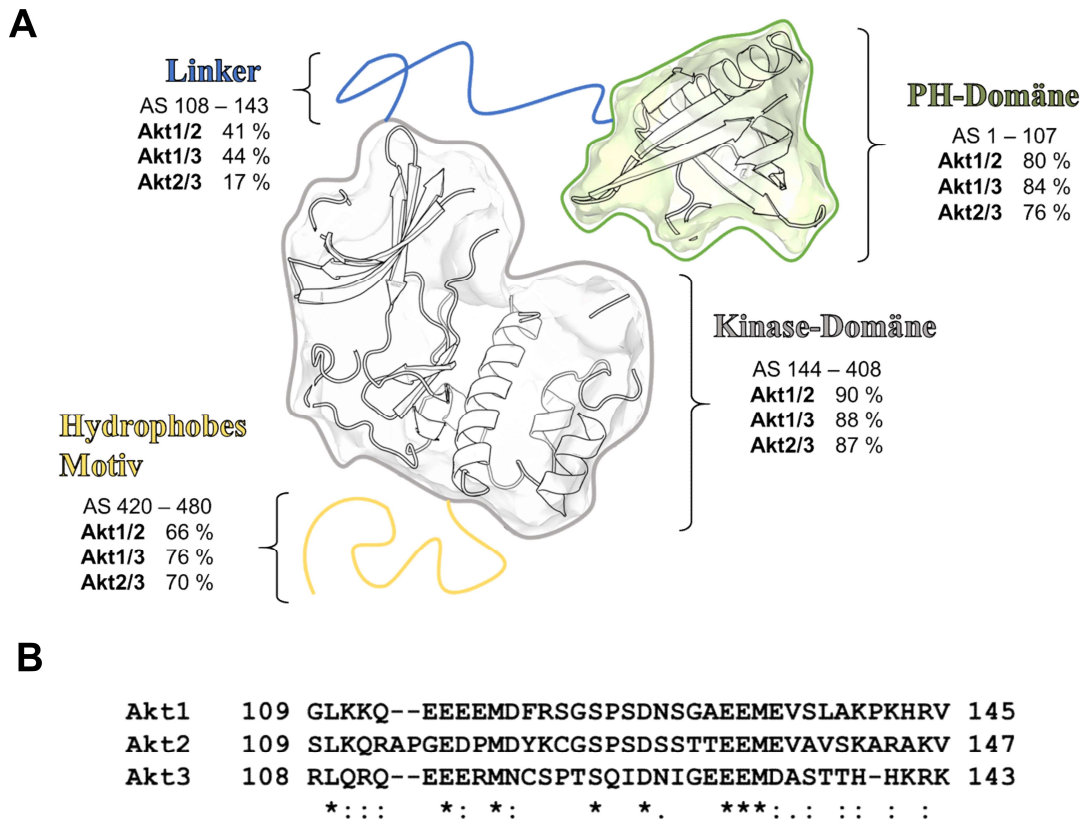 A
Linker
AS 108 – 143
Akt1/2 41 %
Akt1/3 44 %
Akt2/3 17 %
PH-Domäne
AS 1 – 107
Akt1/2 80 %
Akt1/3 84 %
Akt2/3 76 %
Kinase-Domäne
AS 144 – 408
Akt1/2 90 %
Akt1/3 88 %
Akt2/3 87 %
Hydrophobes
Motiv
AS 420 – 480
Akt1/2 66 %
Akt1/3 76 %
Akt2/3 70 %
B
Akt1 109 GLKKQ--EEEEMDFRSGSPSDNSGAEEMEVSLAKPKHRV 145
Akt2 109 SLKQRAPGEDPMDYKCGSPSDSSTTEEMEVAVSKARAKV 147
Akt3 108 RLQRQ--EEERMNCSPTSQIDNIGEEEMDASTTH-HKRK 143
*::: *: *: * *. ***:.: :: : :